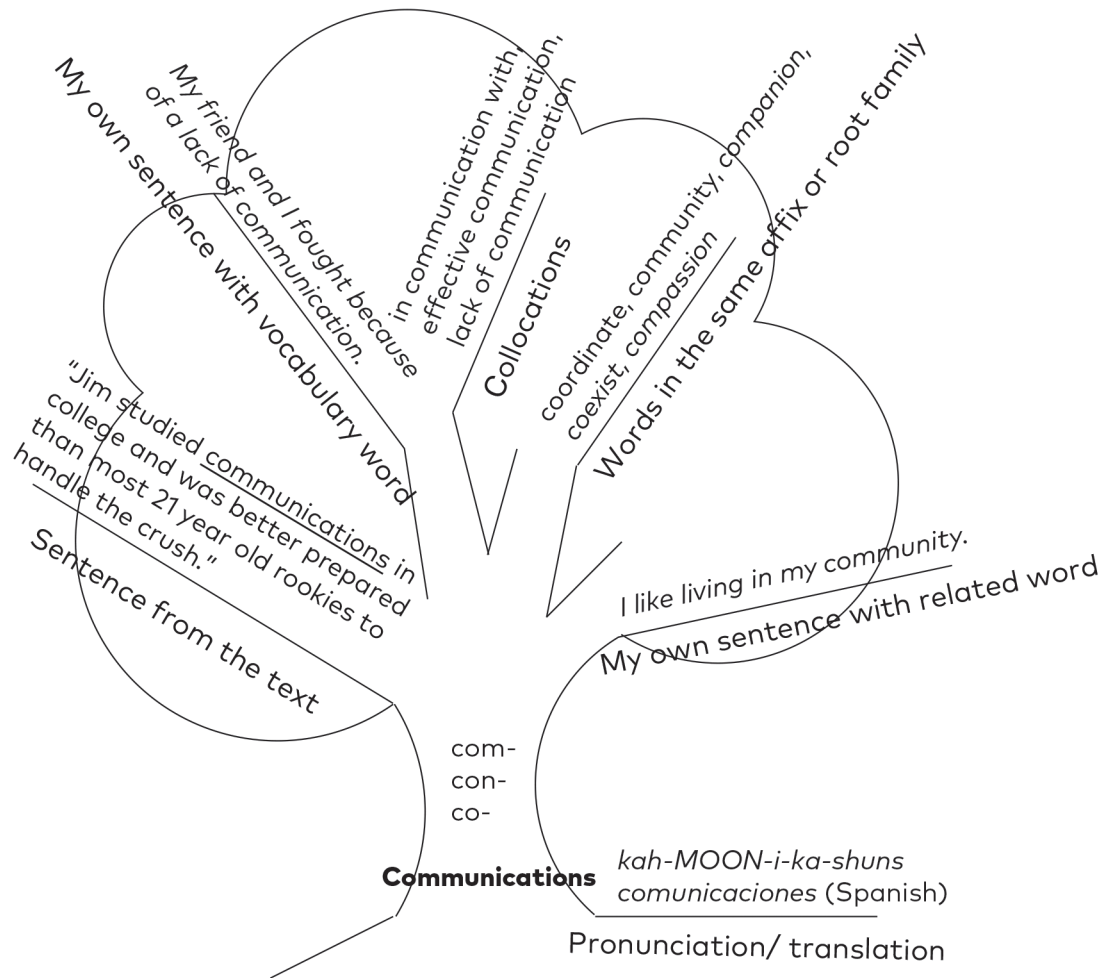 My friend and I fought because
of a lack of communication.
My own sentence with vocabulary word
in communication with,
effective communication,
lack of communication
Collocations
coordinate, community, companion,
coexist, compassion
Words in the same affix or root family
"Jim studied communications in
college and was better prepared
than most 21 year old rookies to
handle the crush."
Sentence from the text
I like living in my community.
My own sentence with related word
com-
con-
co-
Communications
kah-MOON-i-ka-shuns
comunicaciones (Spanish)
Pronunciation/ translation